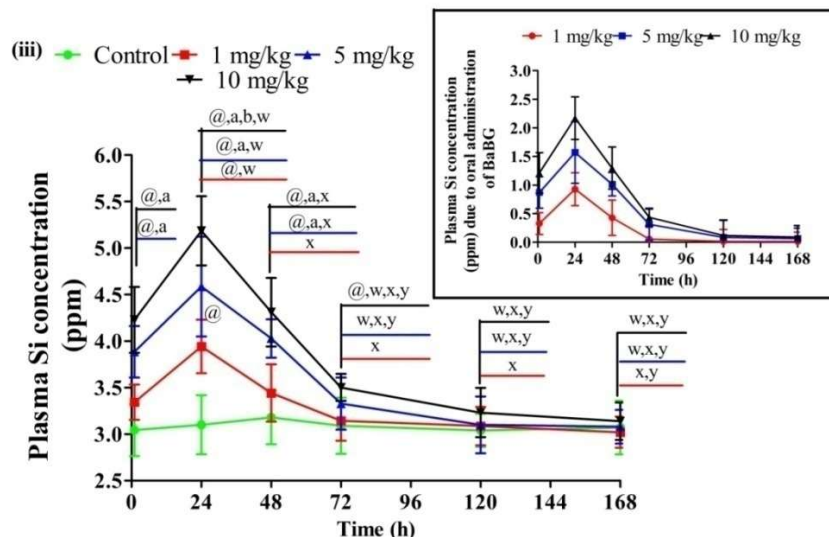 (iii) Control 1 mg/kg 5 mg/kg
10 mg/kg
Plasma Si concentration
(ppm)
6.0
5.5
5.0
4.5
4.0
3.5
3.0
2.5
@,a
@,a
@,a,b,w
@,a,w
@,w
@
@,a,x
@,a,x
x
@,w,x,y
w,x,y
x
w,x,y
w,x,y
x
w,x,y
w,x,y
x,y
0 24 48 72 96 120 144 168
Time (h)
1 mg/kg 5 mg/kg 10 mg/kg
Plasma Si concentration
(ppm) due to oral administration
of BaBG
3.0
2.5
2.0
1.5
1.0
0.5
0.0
0 24 48 72 96 120 144 168
Time (h)